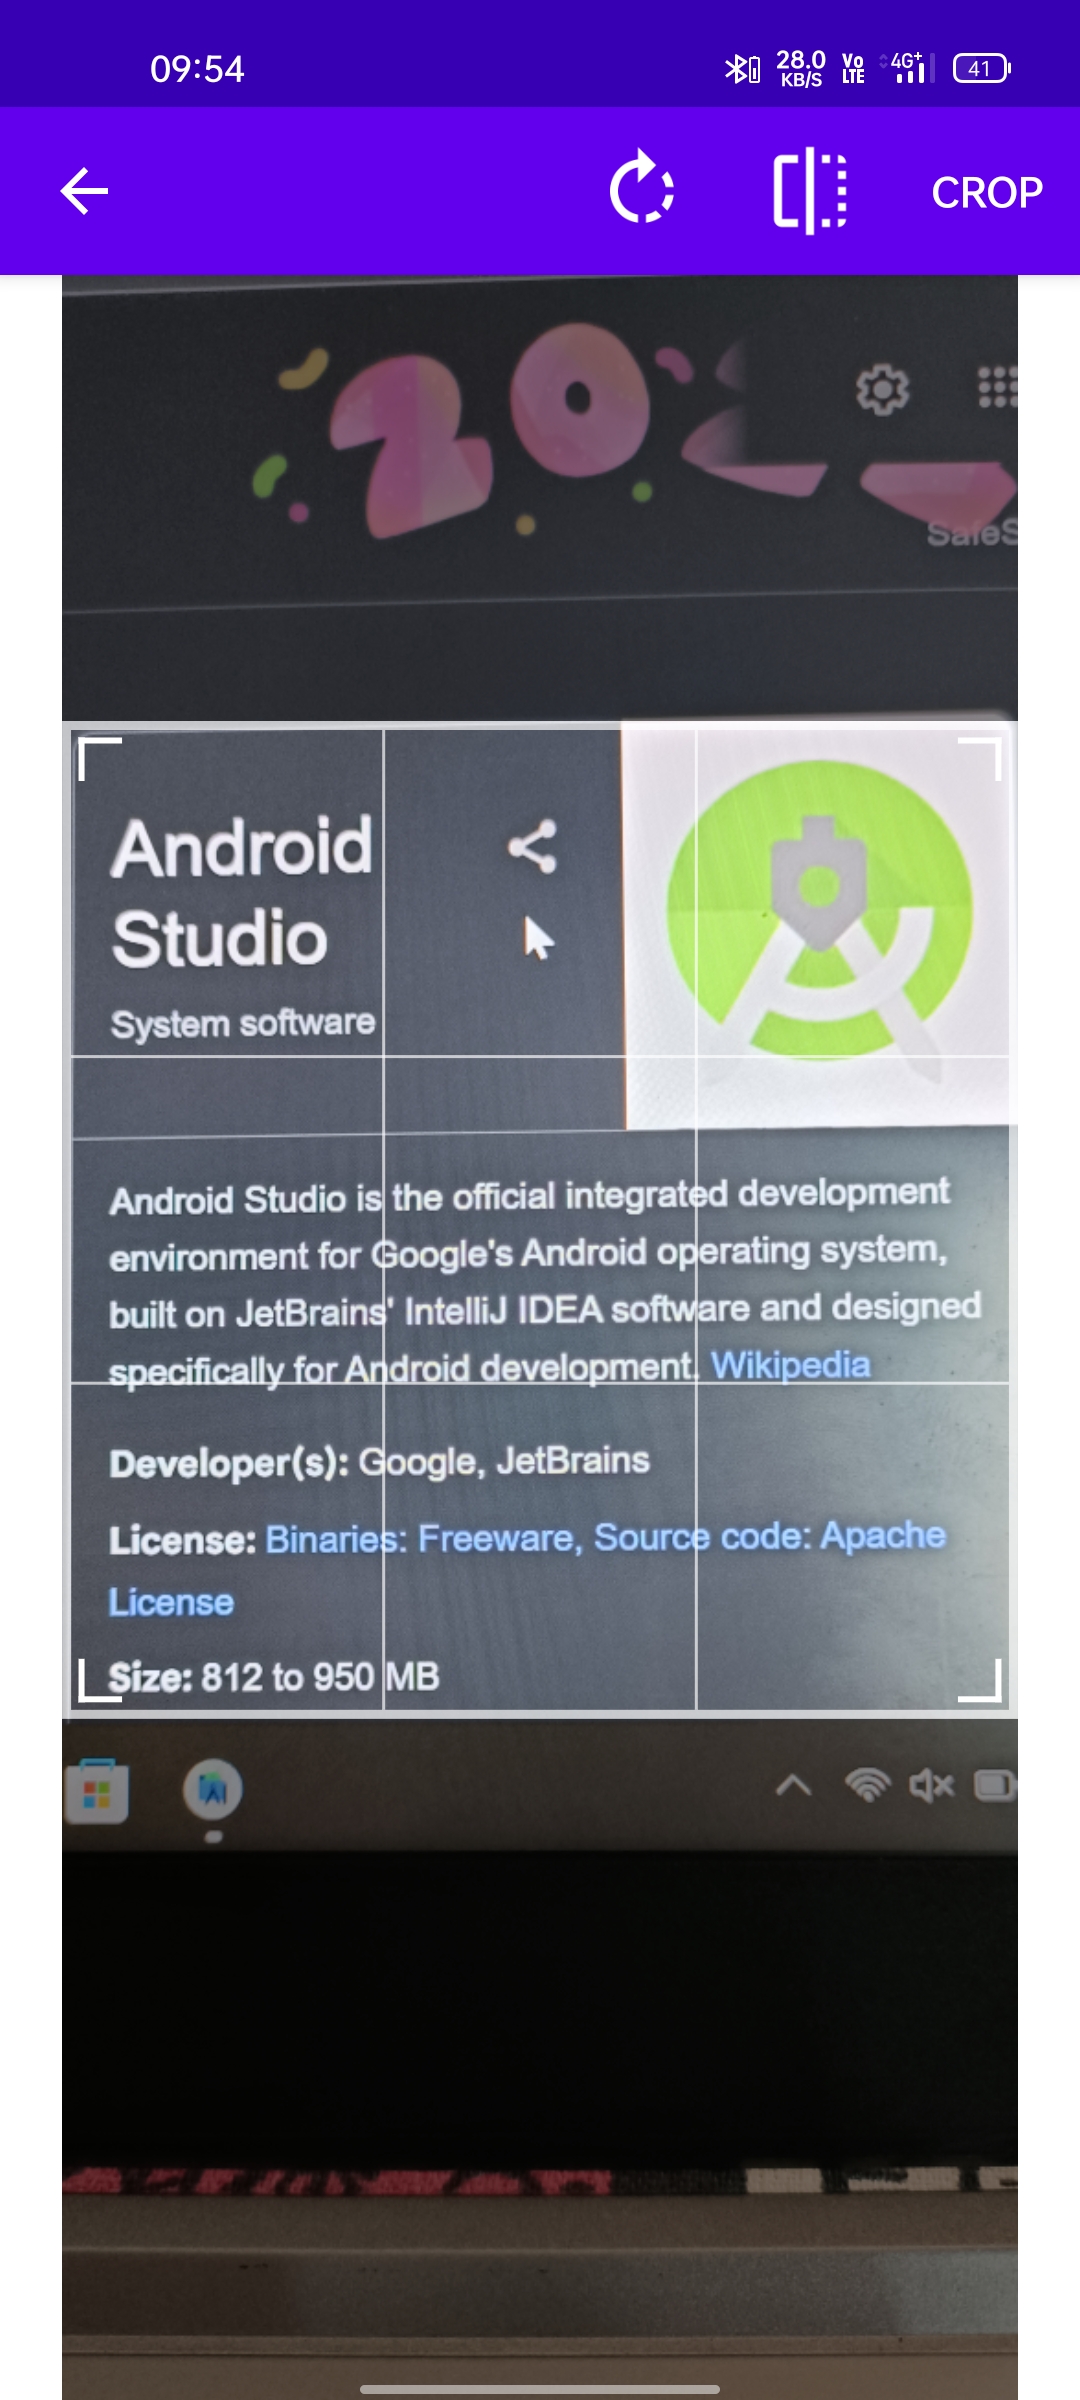 09:54
28.0
KB/S
Vo
LTE
4G+
41
CROP
20
SafeS
Android
Studio
System software
Android Studio is the official integrated development
environment for Google's Android operating system,
built on JetBrains' IntelliJ IDEA software and designed
specifically for Android development. Wikipedia
Developer(s): Google, JetBrains
License: Binaries: Freeware, Source code: Apache
License
Size: 812 to 950 MB